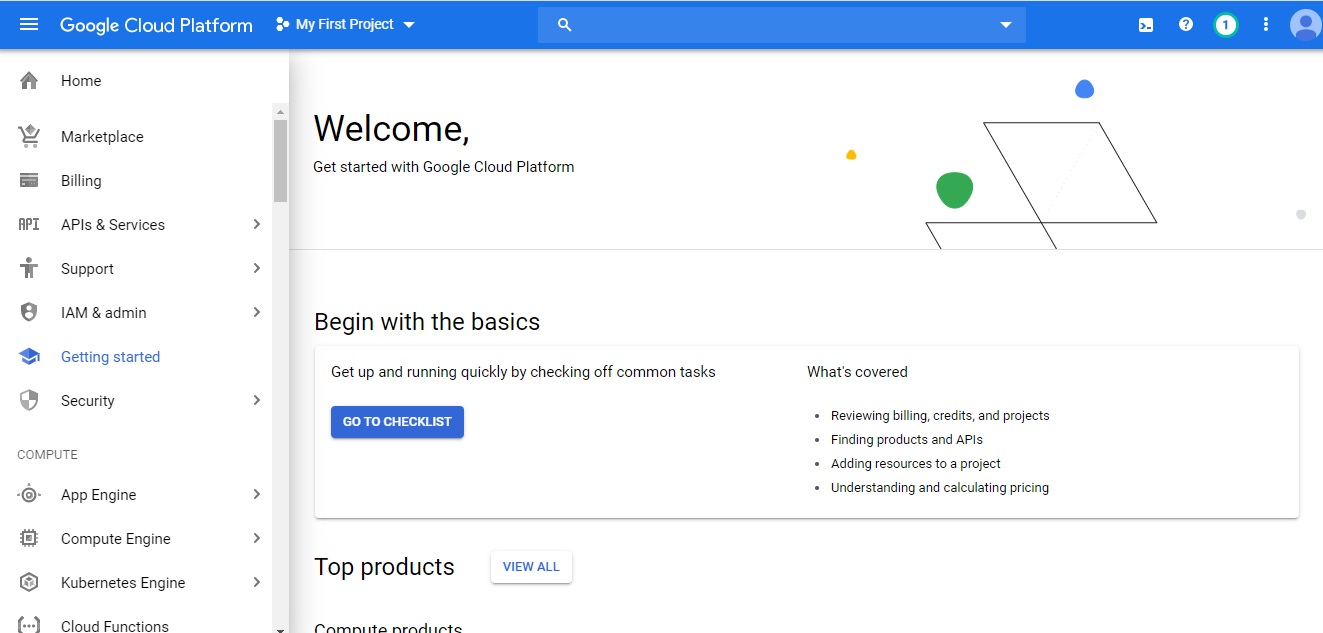 Google Cloud Platform
My First Project
1
Home
Marketplace
Billing
API
APIs & Services
Support
IAM & admin
Getting started
Security
COMPUTE
App Engine
Compute Engine
Kubernetes Engine
Cloud Functions
Welcome,
Get started with Google Cloud Platform
Begin with the basics
Get up and running quickly by checking off common tasks
GO TO CHECKLIST
What's covered
• Reviewing billing, credits, and projects
• Finding products and APIs
• Adding resources to a project
• Understanding and calculating pricing
Top products
VIEW ALL
Compute products